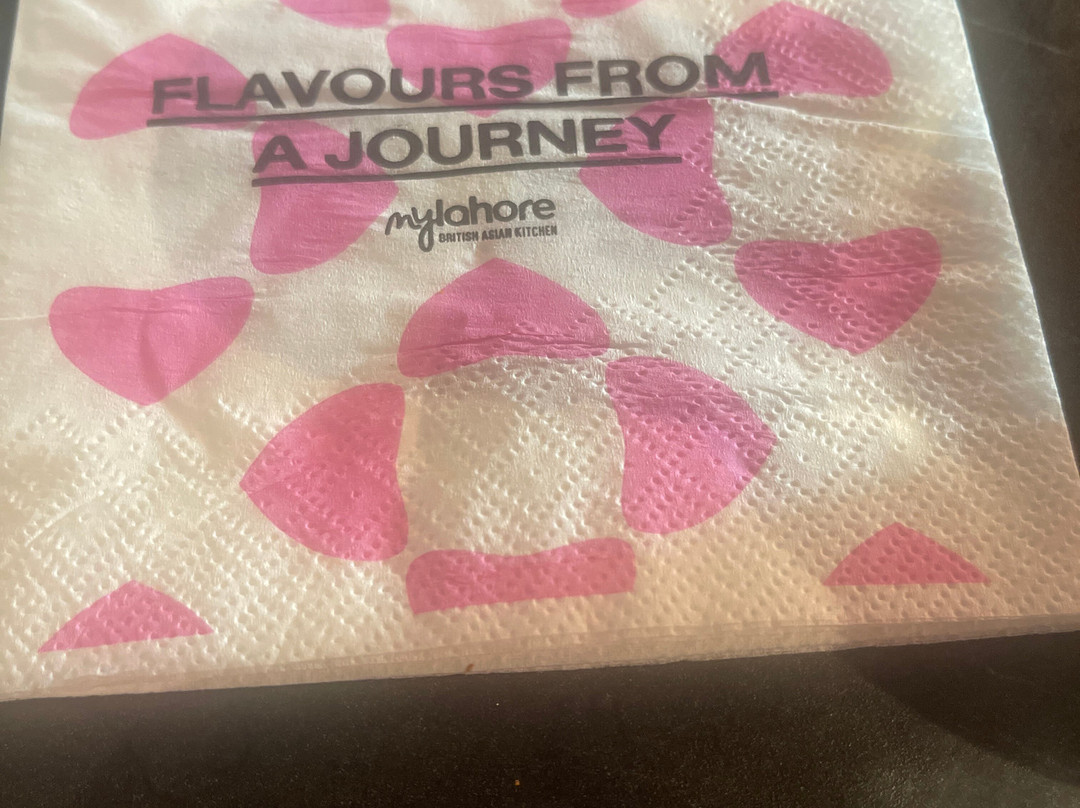 FLAVOURS FROM
A JOURNEY
mylahore
BRITISH ASIAN KITCHEN